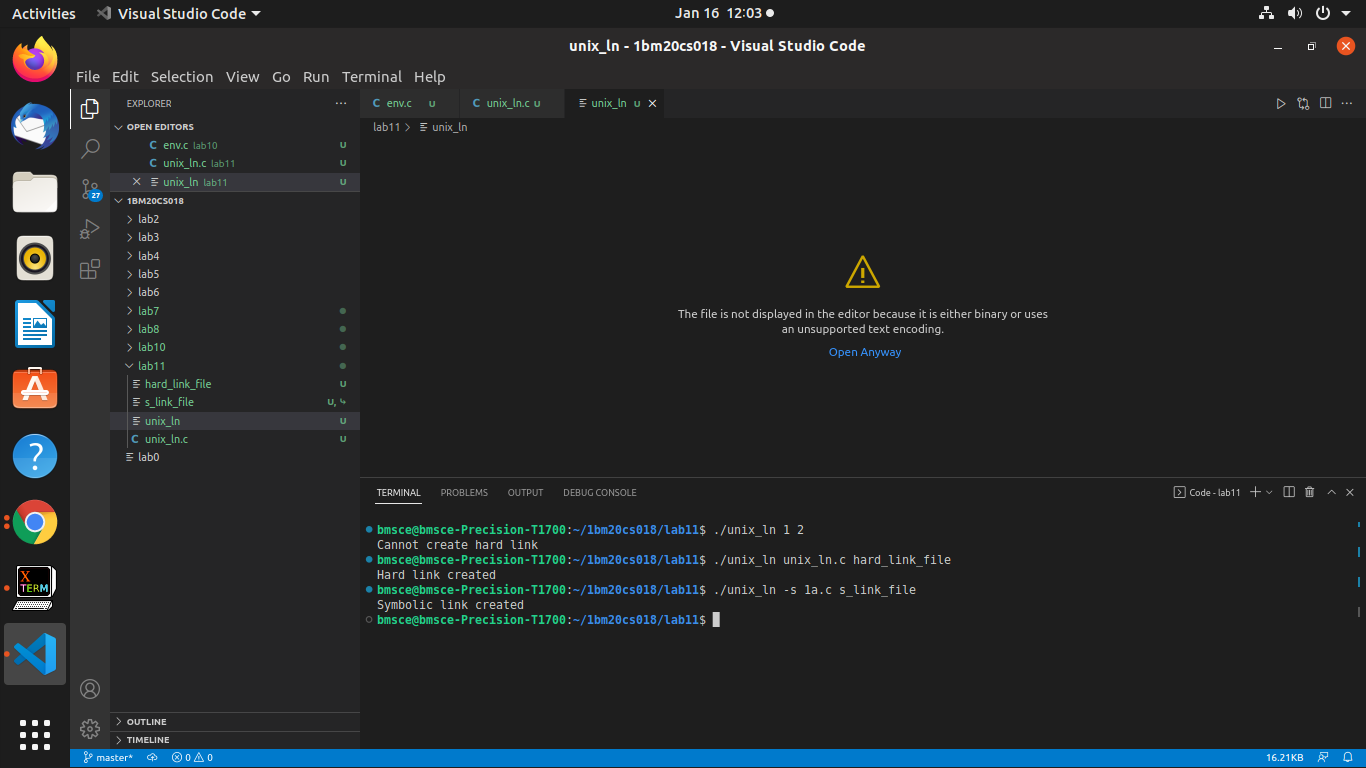 Activities Visual Studio Code Jan 16 12:03
unix_ln - 1bm20cs018 - Visual Studio Code
File Edit Selection View Go Run Terminal Help
EXPLORER
OPEN EDITORS
C env.c lab10 U
C unix_ln.c lab11 U
unix_ln lab11 U
1BM20CS018
lab2
lab3
lab4
lab5
lab6
lab7
lab8
lab10
lab11
hard_link_file U
s_link_file U,
unix_ln U
C unix_ln.c U
lab0
OUTLINE
TIMELINE
27
C env.c U C unix_ln.c U unix_ln U
lab11 > unix_ln
The file is not displayed in the editor because it is either binary or uses
an unsupported text encoding.
Open Anyway
TERMINAL PROBLEMS OUTPUT DEBUG CONSOLE Code - lab11
bmsce@bmsce-Precision-T1700:~/1bm20cs018/lab11$ ./unix_ln 1 2
Cannot create hard link
bmsce@bmsce-Precision-T1700:~/1bm20cs018/lab11$ ./unix_ln unix_ln.c hard_link_file
Hard link created
bmsce@bmsce-Precision-T1700:~/1bm20cs018/lab11$ ./unix_ln -s 1a.c s_link_file
Symbolic link created
bmsce@bmsce-Precision-T1700:~/1bm20cs018/lab11$
X
TERM
?
master* 0 0 16.21KB